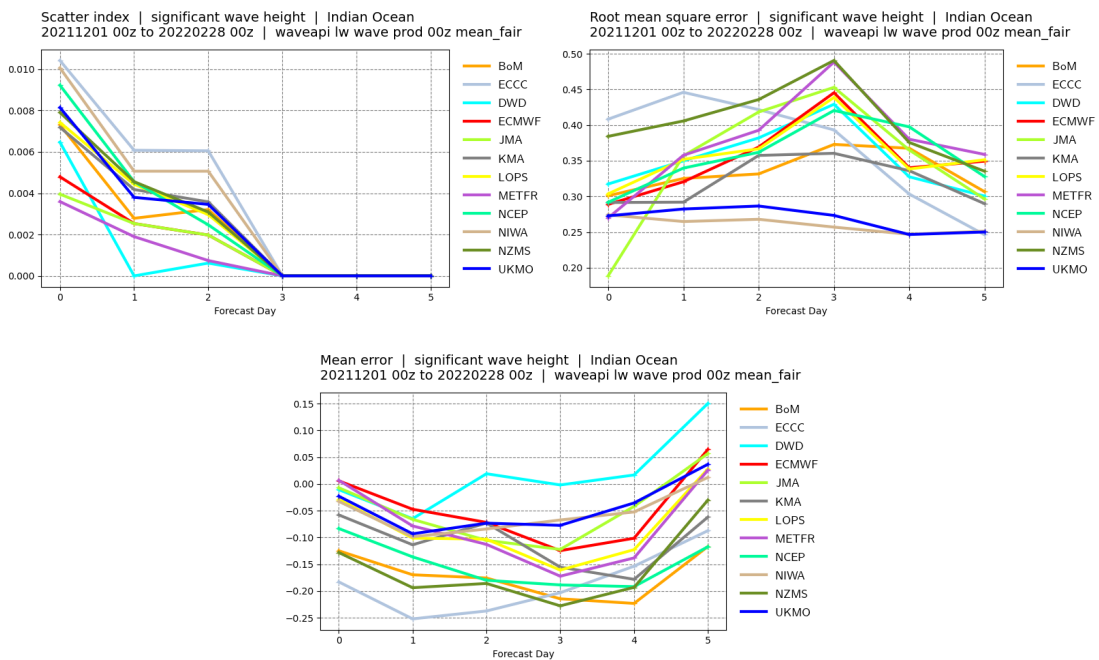 Scatter index | significant wave height | Indian Ocean
20211201 00z to 20220228 00z | waveapi lw wave prod 00z mean_fair
0.010
0.008
0.006
0.004
0.002
0.000
0 1 2 3 4 5
Forecast Day
BoM
ECCC
DWD
ECMWF
JMA
KMA
LOPS
METFR
NCEP
NIWA
NZMS
UKMO
Root mean square error | significant wave height | Indian Ocean
20211201 00z to 20220228 00z | waveapi lw wave prod 00z mean_fair
0.50
0.45
0.40
0.35
0.30
0.25
0.20
0 1 2 3 4 5
Forecast Day
BoM
ECCC
DWD
ECMWF
JMA
KMA
LOPS
METFR
NCEP
NIWA
NZMS
UKMO
Mean error | significant wave height | Indian Ocean
20211201 00z to 20220228 00z | waveapi lw wave prod 00z mean_fair
0.15
0.10
0.05
0.00
−0.05
−0.10
−0.15
−0.20
−0.25
0 1 2 3 4 5
Forecast Day
BoM
ECCC
DWD
ECMWF
JMA
KMA
LOPS
METFR
NCEP
NIWA
NZMS
UKMO